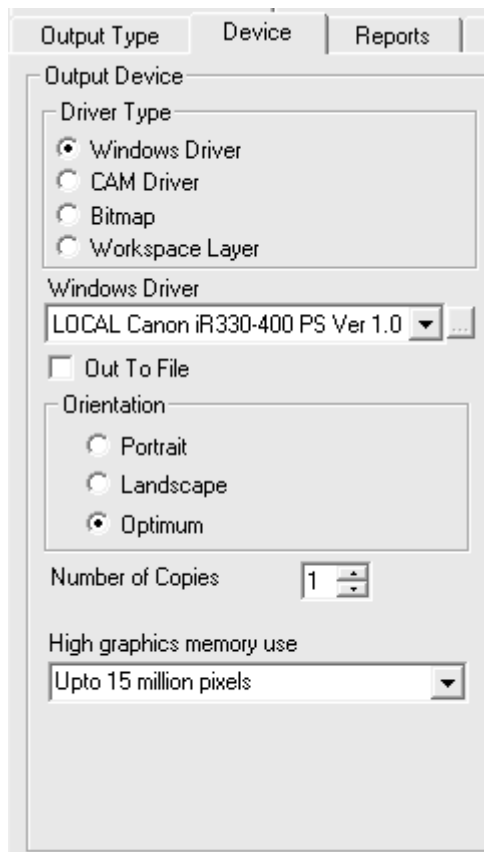 Output Type Device Reports
Output Device
Driver Type
Windows Driver
CAM Driver
Bitmap
Workspace Layer
Windows Driver
LOCAL Canon iR330-400 PS Ver 1.0 ...
Out To File
Orientation
Portrait
Landscape
Optimum
Number of Copies 1
High graphics memory use
Upto 15 million pixels